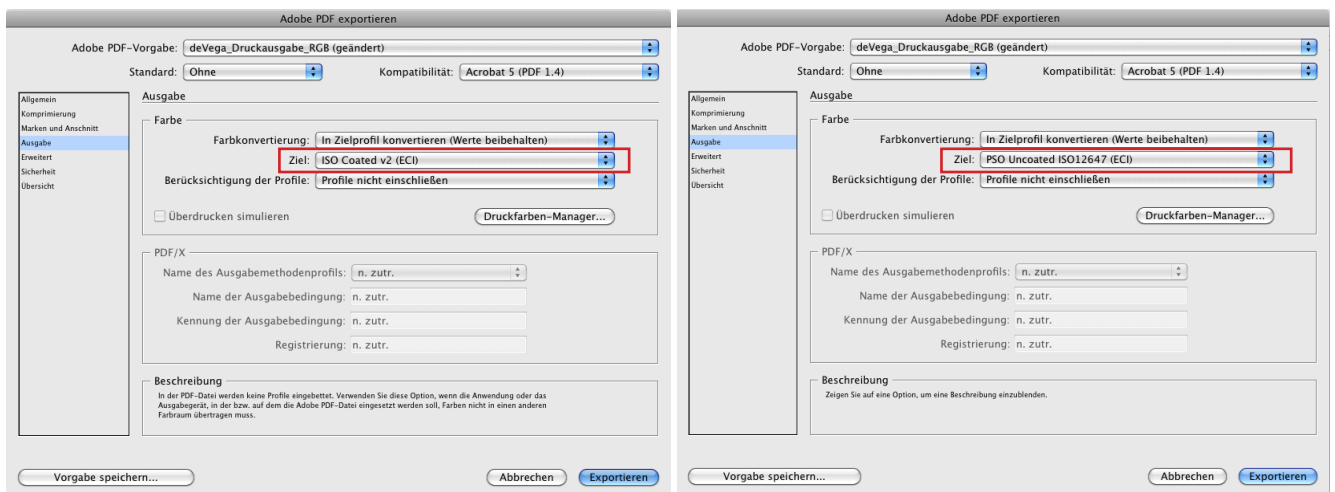 Adobe PDF exportieren
Adobe PDF-Vorgabe: deVega_Druckausgabe_RGB (geändert)
Standard: Ohne Kompatibilität: Acrobat 5 (PDF 1.4)
Allgemein
Komprimierung
Marken und Anschnitt
Ausgabe
Erweitert
Sicherheit
Übersicht
Ausgabe
Farbe
Farbkonvertierung: In Zielprofil konvertieren (Werte beibehalten)
Ziel: ISO Coated v2 (ECI)
Berücksichtigung der Profile: Profile nicht einschließen
Überdrucken simulieren Druckfarben-Manager...
PDF/X
Name des Ausgabemethodenprofils: n. zutr.
Name der Ausgabebedingung: n. zutr.
Kennung der Ausgabebedingung: n. zutr.
Registrierung: n. zutr.
Beschreibung
In der PDF-Datei werden keine Profile eingebettet. Verwenden Sie diese Option, wenn die Anwendung oder das
Ausgabegerät, in der bzw. auf dem die Adobe PDF-Datei eingesetzt werden soll, Farben nicht in einen anderen
Farbraum übertragen muss.
Vorgabe speichern... Abbrechen Exportieren
Adobe PDF exportieren
Adobe PDF-Vorgabe: deVega_Druckausgabe_RGB (geändert)
Standard: Ohne Kompatibilität: Acrobat 5 (PDF 1.4)
Allgemein
Komprimierung
Marken und Anschnitt
Ausgabe
Erweitert
Sicherheit
Übersicht
Ausgabe
Farbe
Farbkonvertierung: In Zielprofil konvertieren (Werte beibehalten)
Ziel: PSO Uncoated ISO12647 (ECI)
Berücksichtigung der Profile: Profile nicht einschließen
Überdrucken simulieren Druckfarben-Manager...
PDF/X
Name des Ausgabemethodenprofils: n. zutr.
Name der Ausgabebedingung: n. zutr.
Kennung der Ausgabebedingung: n. zutr.
Registrierung: n. zutr.
Beschreibung
Zeigen Sie auf eine Option, um eine Beschreibung einzublenden.
Vorgabe speichern... Abbrechen Exportieren